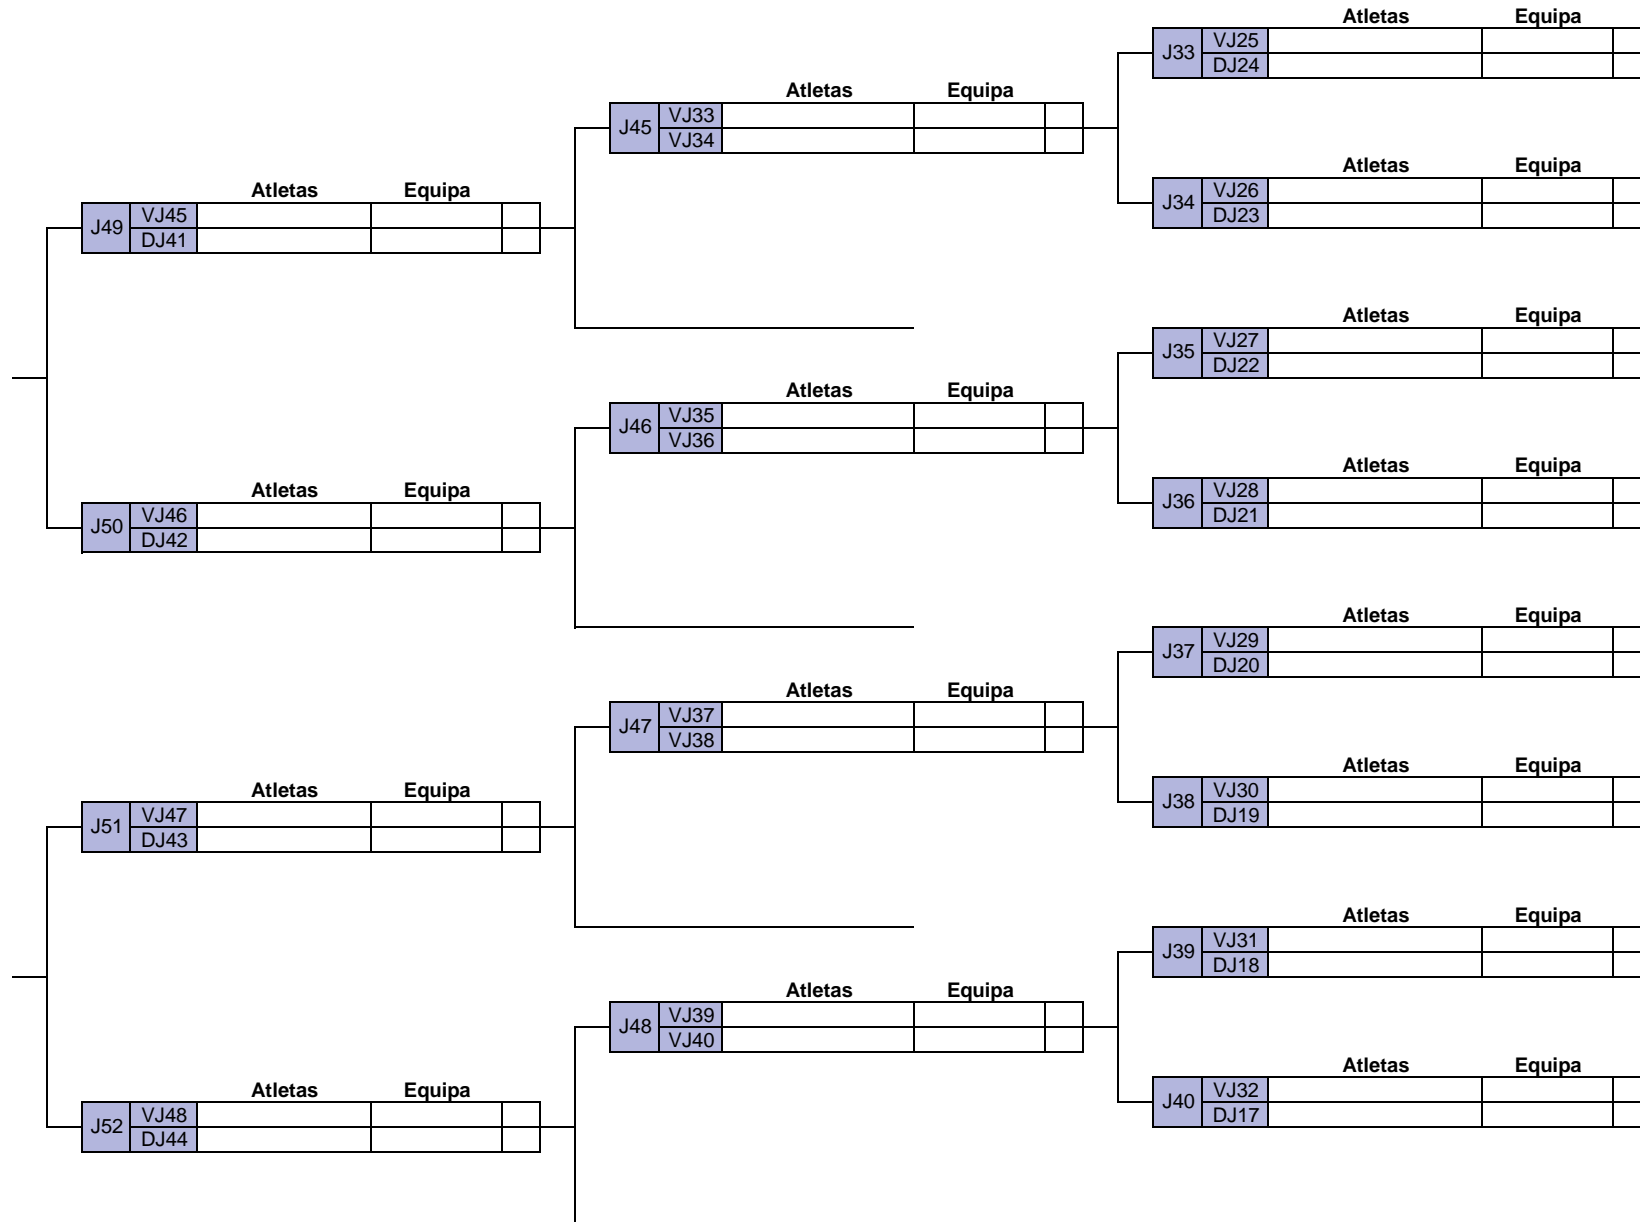 Atletas Equipa
J33 VJ25
DJ24
Atletas Equipa
J45 VJ33
VJ34
Atletas Equipa
J34 VJ26
DJ23
Atletas Equipa
J49 VJ45
DJ41
Atletas Equipa
J35 VJ27
DJ22
Atletas Equipa
J46 VJ35
VJ36
Atletas Equipa
J36 VJ28
DJ21
Atletas Equipa
J50 VJ46
DJ42
Atletas Equipa
J37 VJ29
DJ20
Atletas Equipa
J47 VJ37
VJ38
Atletas Equipa
J38 VJ30
DJ19
Atletas Equipa
J51 VJ47
DJ43
Atletas Equipa
J39 VJ31
DJ18
Atletas Equipa
J48 VJ39
VJ40
Atletas Equipa
J40 VJ32
DJ17
Atletas Equipa
J52 VJ48
DJ44